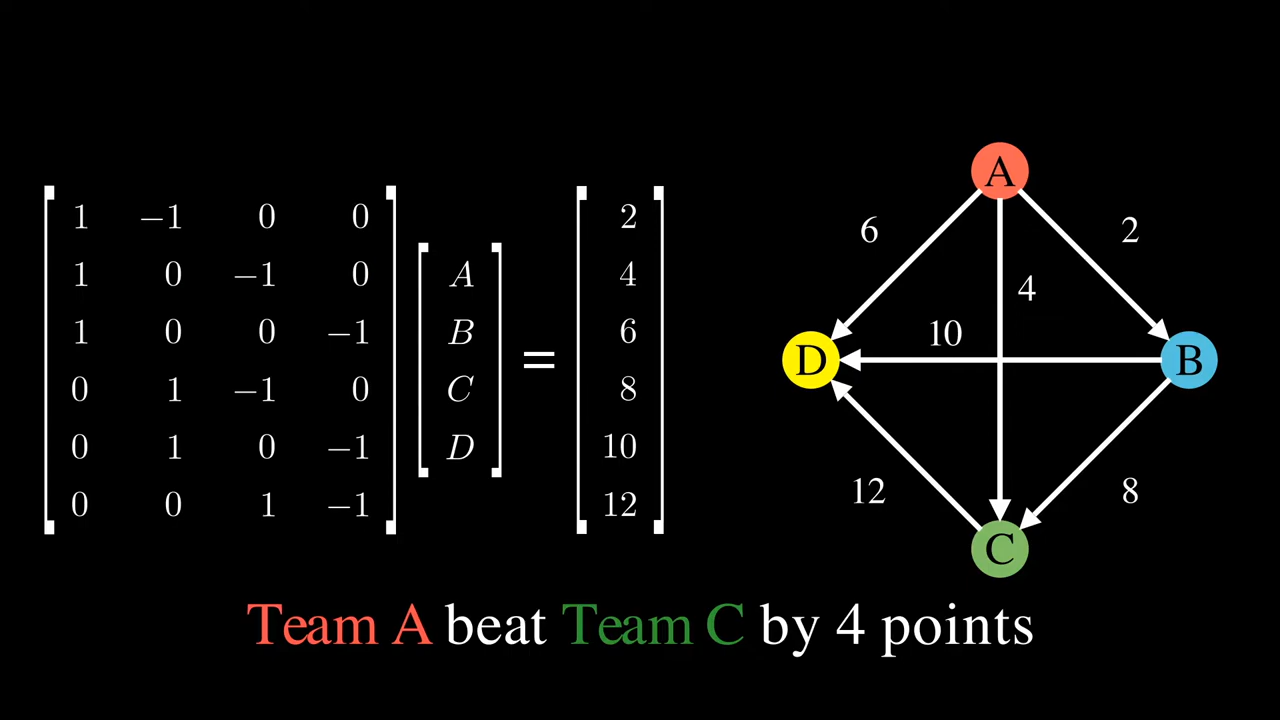 1 −1 0 0
1 0 −1 0
1 0 0 −1
0 1 −1 0
0 1 0 −1
0 0 1 −1
A
B
C
D
=
2
4
6
8
10
12
A
6
2
4
10
D
B
12
8
C
Team A beat Team C by 4 points